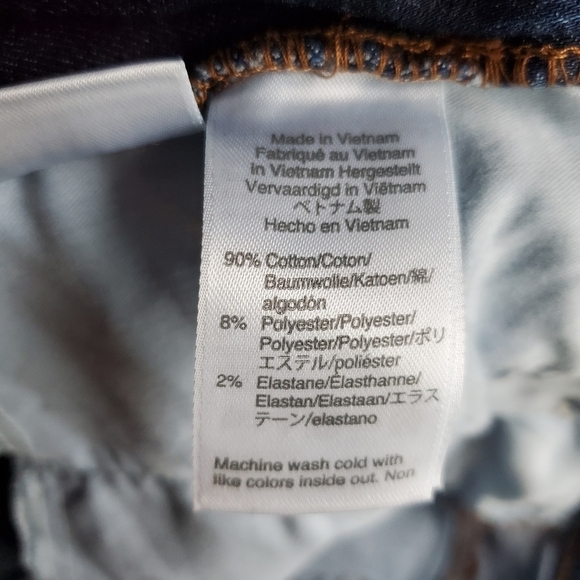 Made in Vietnam
Fabriqué au Vietnam
in Vietnam Hergestellt
Vervaardigd in Viëtnam
ベトナム製
Hecho en Vietnam
90% Cotton/Coton/
Baumwolle/Katoen/綿/
algodón
8% Polyester/Polyester/
Polyester/Polyester/ポリ
エステル/poliéster
2% Elastane/Élasthanne/
Elastan/Elastaan/エラス
テーン/elastano
Machine wash cold with
like colors inside out. Non